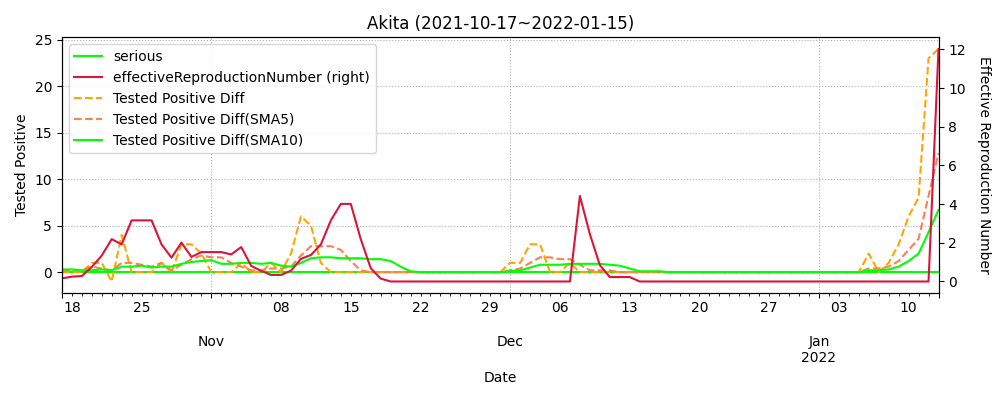 Akita (2021-10-17~2022-01-15)
serious
effectiveReproductionNumber (right)
Tested Positive Diff
Tested Positive Diff(SMA5)
Tested Positive Diff(SMA10)
Tested Positive
25
20
15
10
5
0
Effective Reproduction Number
12
10
8
6
4
2
0
18 25 08 15 22 29 06 13 20 27 03 10
Nov Dec Jan
2022
Date